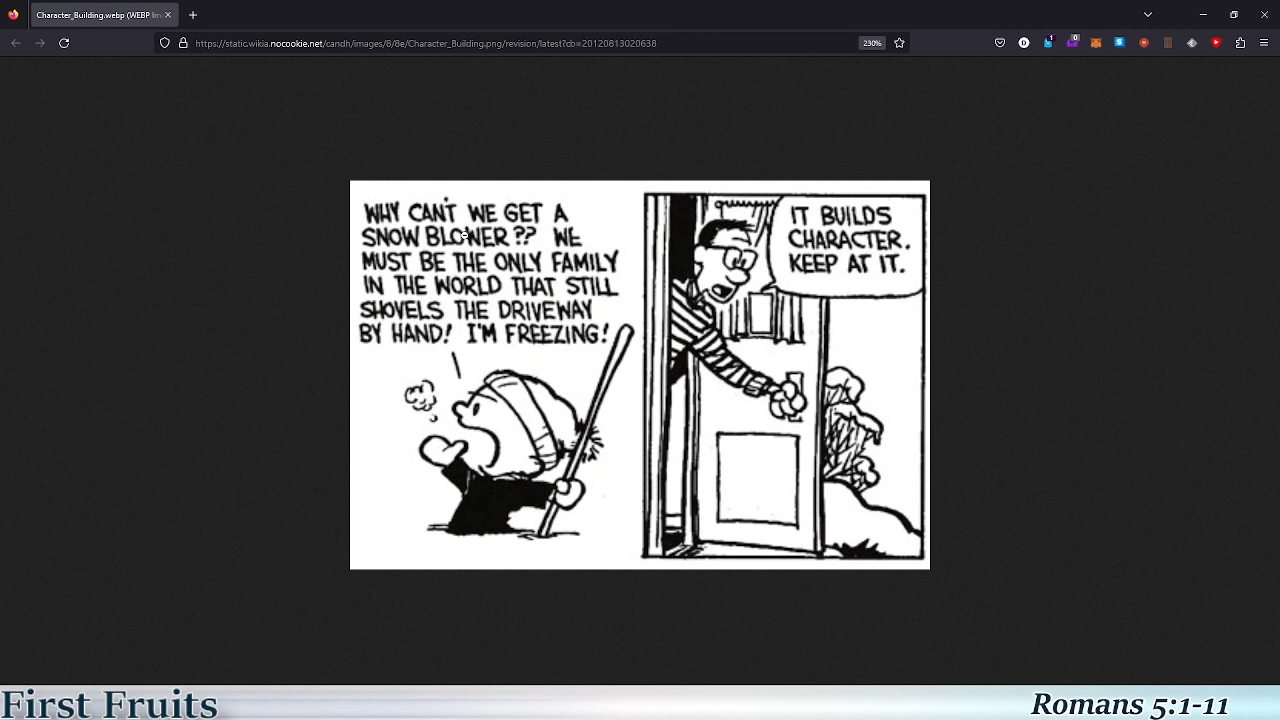 Character_Building.webp (WEBP Im
https://static.wikia.nocookie.net/candh/images/8/8e/Character_Building.png/revision/latest?cb=20120813020638
230%
WHY CAN'T WE GET A
SNOW BLOWER?? WE
MUST BE THE ONLY FAMILY
IN THE WORLD THAT STILL
SHOVELS THE DRIVEWAY
BY HAND! I'M FREEZING!
IT BUILDS
CHARACTER.
KEEP AT IT.
First Fruits
Romans 5:1-11